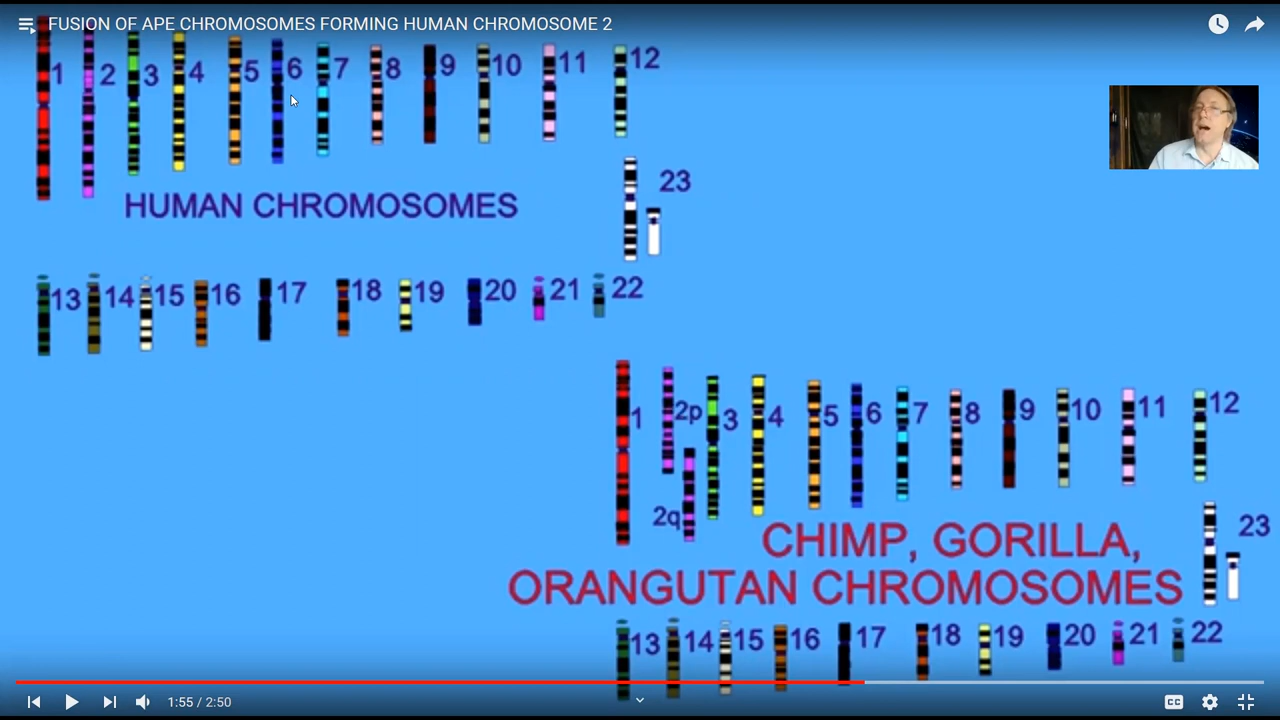 FUSION OF APE CHROMOSOMES FORMING HUMAN CHROMOSOME 2
1 2 3 4 5 6 7 8 9 10 11 12
HUMAN CHROMOSOMES
23
13 14 15 16 17 18 19 20 21 22
1 2p 3 4 5 6 7 8 9 10 11 12
2q
CHIMP, GORILLA,
23
ORANGUTAN CHROMOSOMES
13 14 15 16 17 18 19 20 21 22
1:55 / 2:50
CC